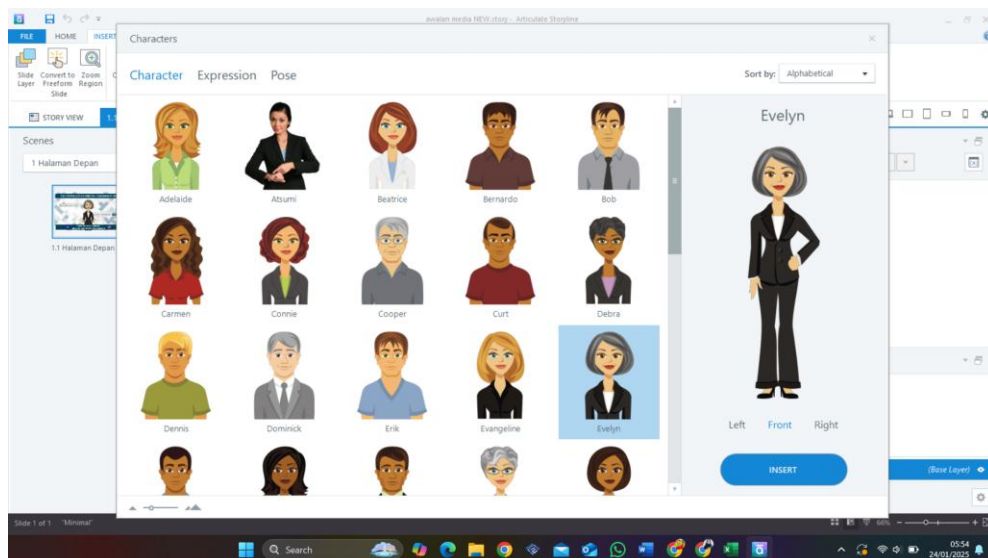 awalan media NEW.story - Articulate Storyline
FILE HOME INSERT
Slide Layer
Convert to Freeform Slide
Zoom Region
STORY VIEW 1.1
Scenes
1 Halaman Depan
1.1 Halaman Depan
Characters
Character Expression Pose
Sort by: Alphabetical
Adelaide Atsumi Beatrice Bernardo Bob
Carmen Connie Cooper Curt Debra
Dennis Dominick Erik Evangeline Evelyn
Evelyn
Left Front Right
INSERT
(Base Layer)
Slide 1 of 1 "Minimal"
66%
Search
05:54
24/01/2025